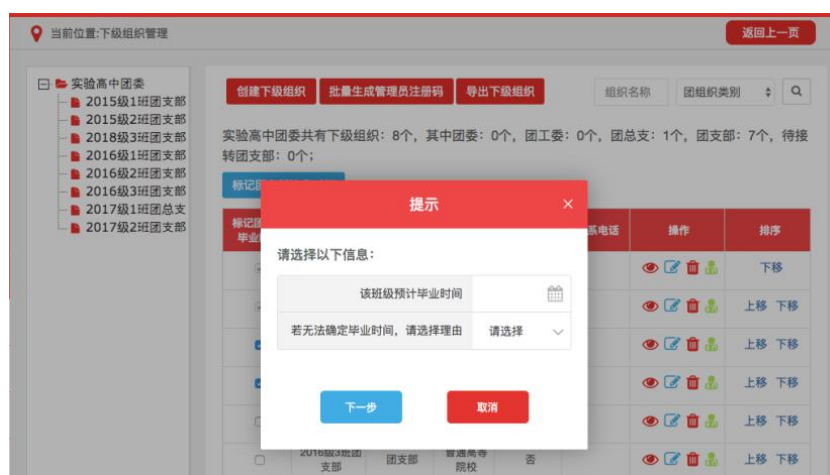 当前位置:下级组织管理
返回上一页
实验高中团委
2015级1班团支部
2015级2班团支部
2018级3班团支部
2016级1班团支部
2016级2班团支部
2016级3班团支部
2017级1班团总支
2017级2班团支部
创建下级组织 批量生成管理员注册码 导出下级组织 组织名称 团组织类别
实验高中团委共有下级组织：8个，其中团委：0个，团工委：0个，团总支：1个，团支部：7个，待接
转团支部：0个；
标记
提示 ×
标记 系电话 操作 排序
毕业
请选择以下信息：
下移
该班级预计毕业时间
上移 下移
若无法确定毕业时间，请选择理由 请选择
上移 下移
上移 下移
下一步 取消
上移 下移
2016级3班团
支部
团支部
普通高等
院校
否
上移 下移